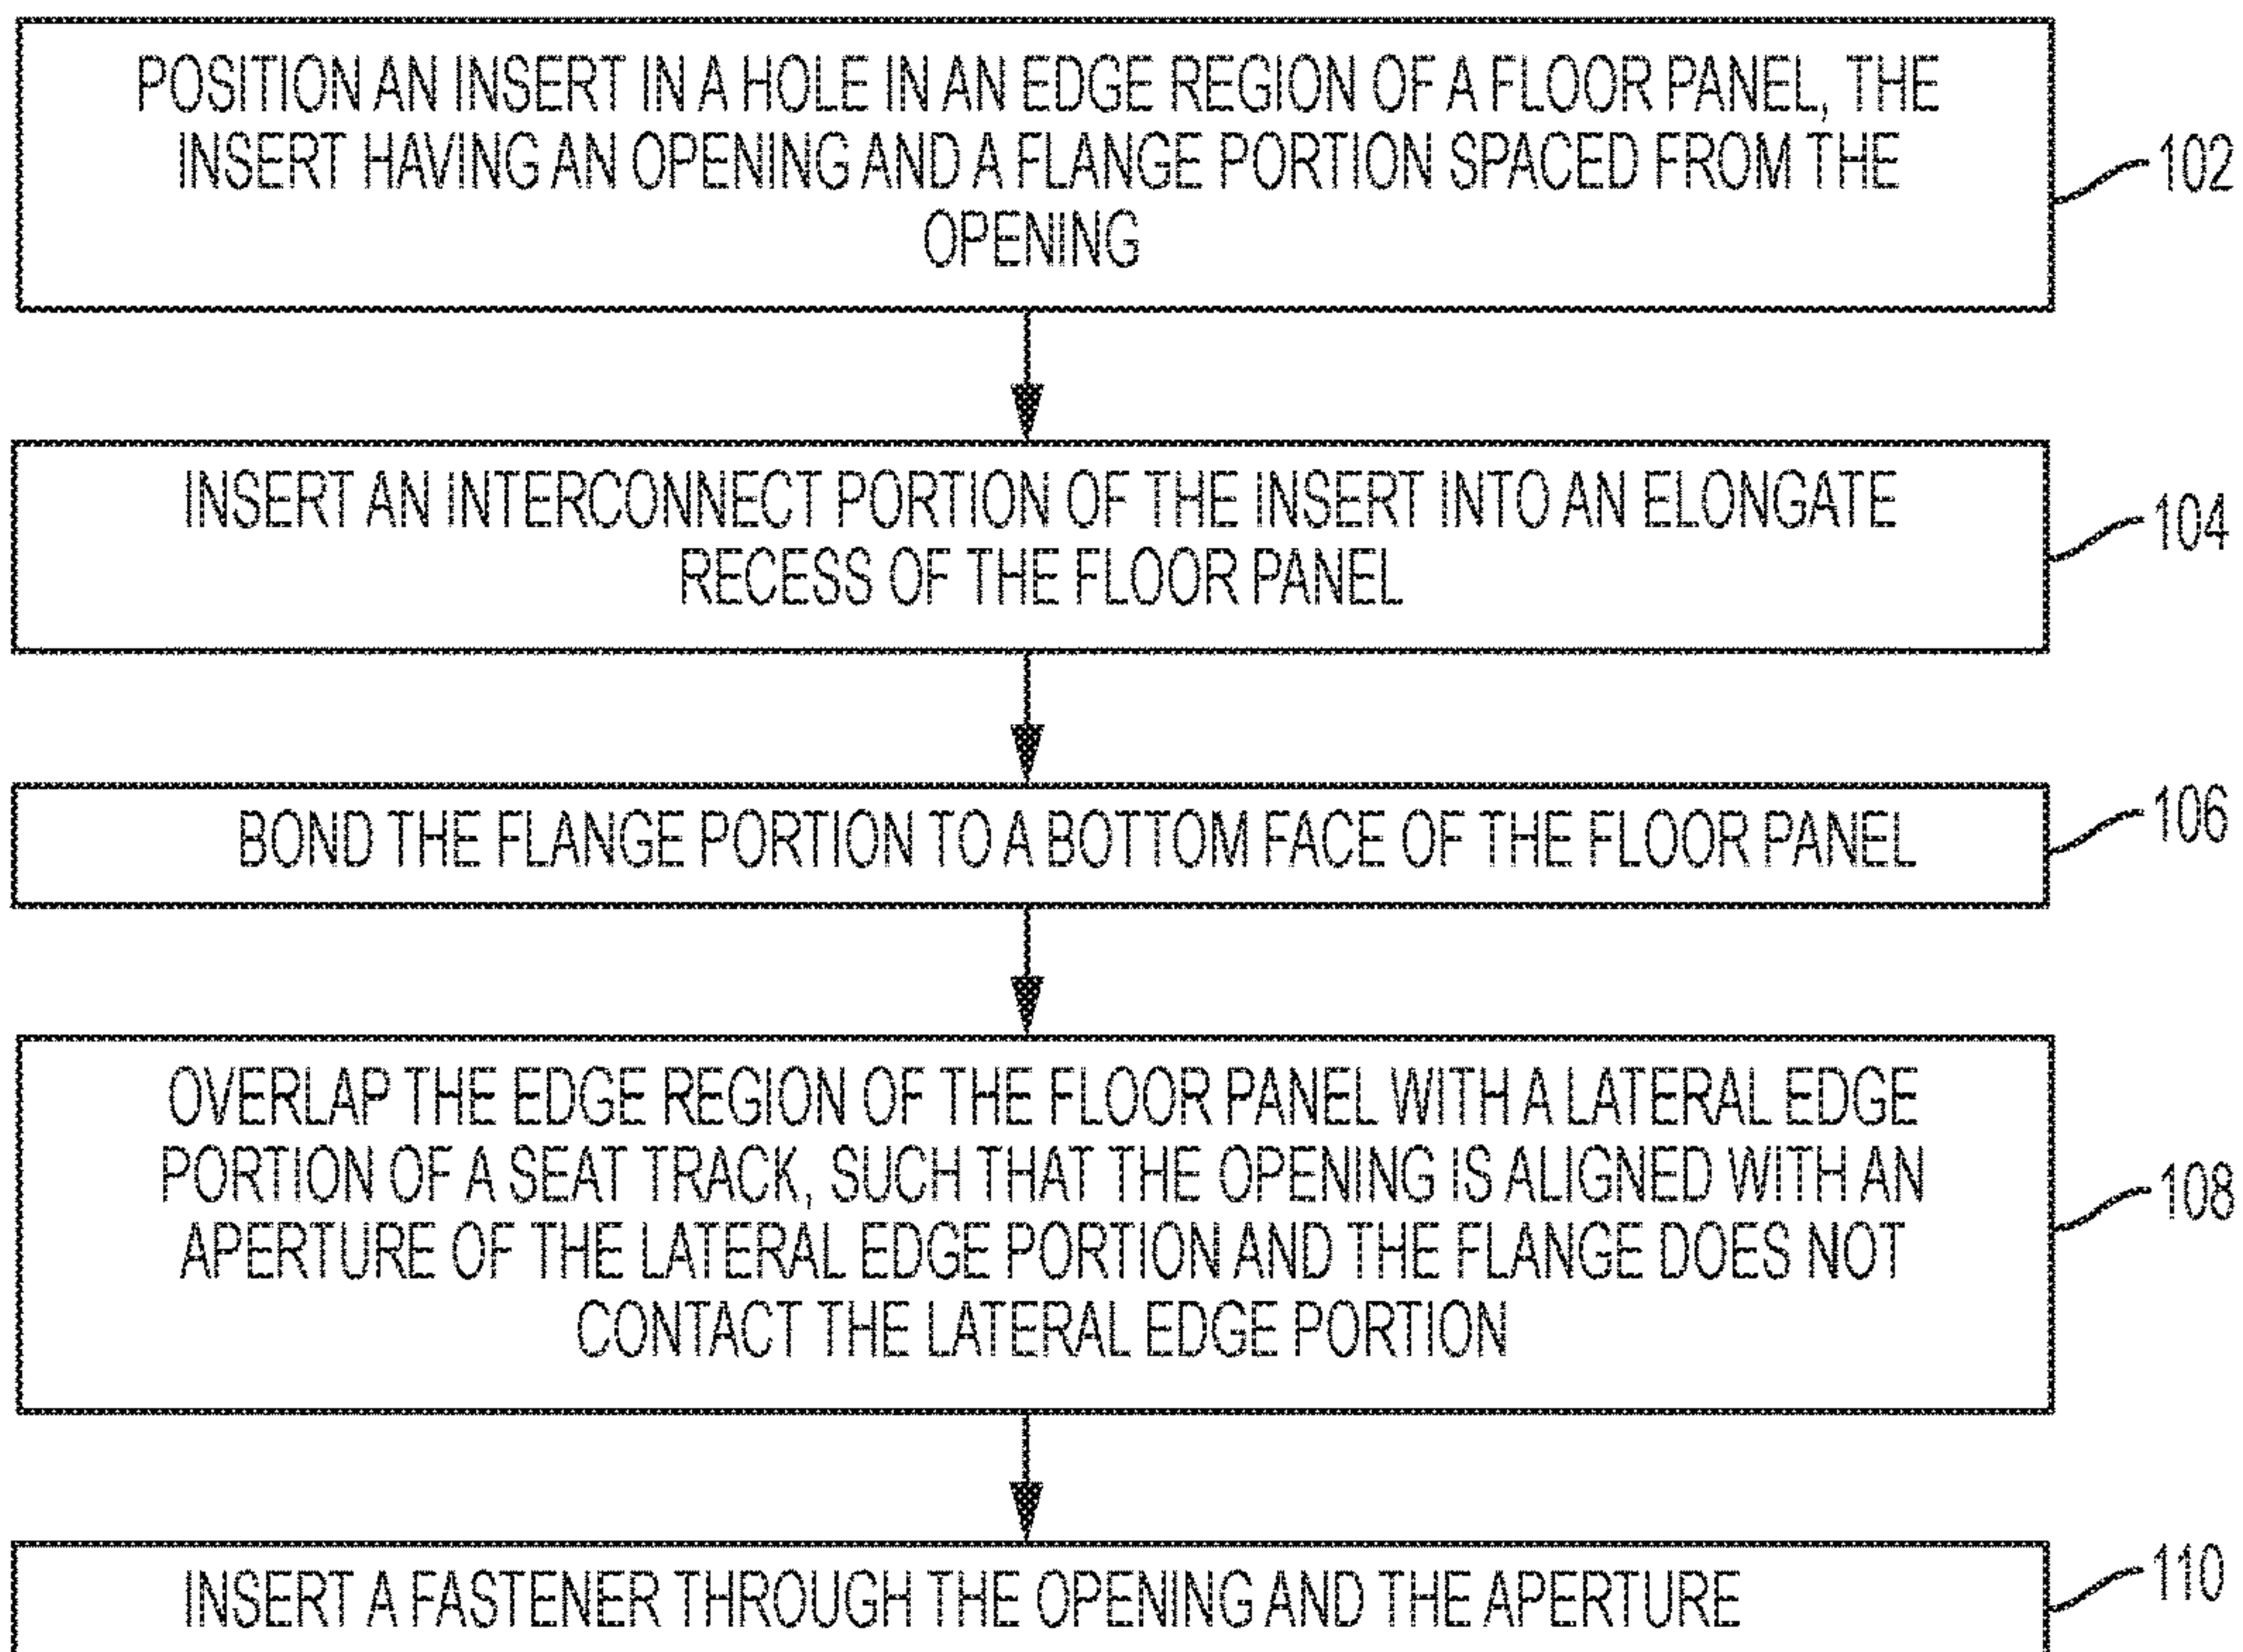 POSITION AN INSERT IN A HOLE IN AN EDGE REGION OF A FLOOR PANEL, THE
INSERT HAVING AN OPENING AND A FLANGE PORTION SPACED FROM THE
OPENING
102
INSERT AN INTERCONNECT PORTION OF THE INSERT INTO AN ELONGATE
RECESS OF THE FLOOR PANEL
104
BOND THE FLANGE PORTION TO A BOTTOM FACE OF THE FLOOR PANEL
106
OVERLAP THE EDGE REGION OF THE FLOOR PANEL WITH A LATERAL EDGE
PORTION OF A SEAT TRACK, SUCH THAT THE OPENING IS ALIGNED WITH AN
APERTURE OF THE LATERAL EDGE PORTION AND THE FLANGE DOES NOT
CONTACT THE LATERAL EDGE PORTION
108
INSERT A FASTENER THROUGH THE OPENING AND THE APERTURE
110